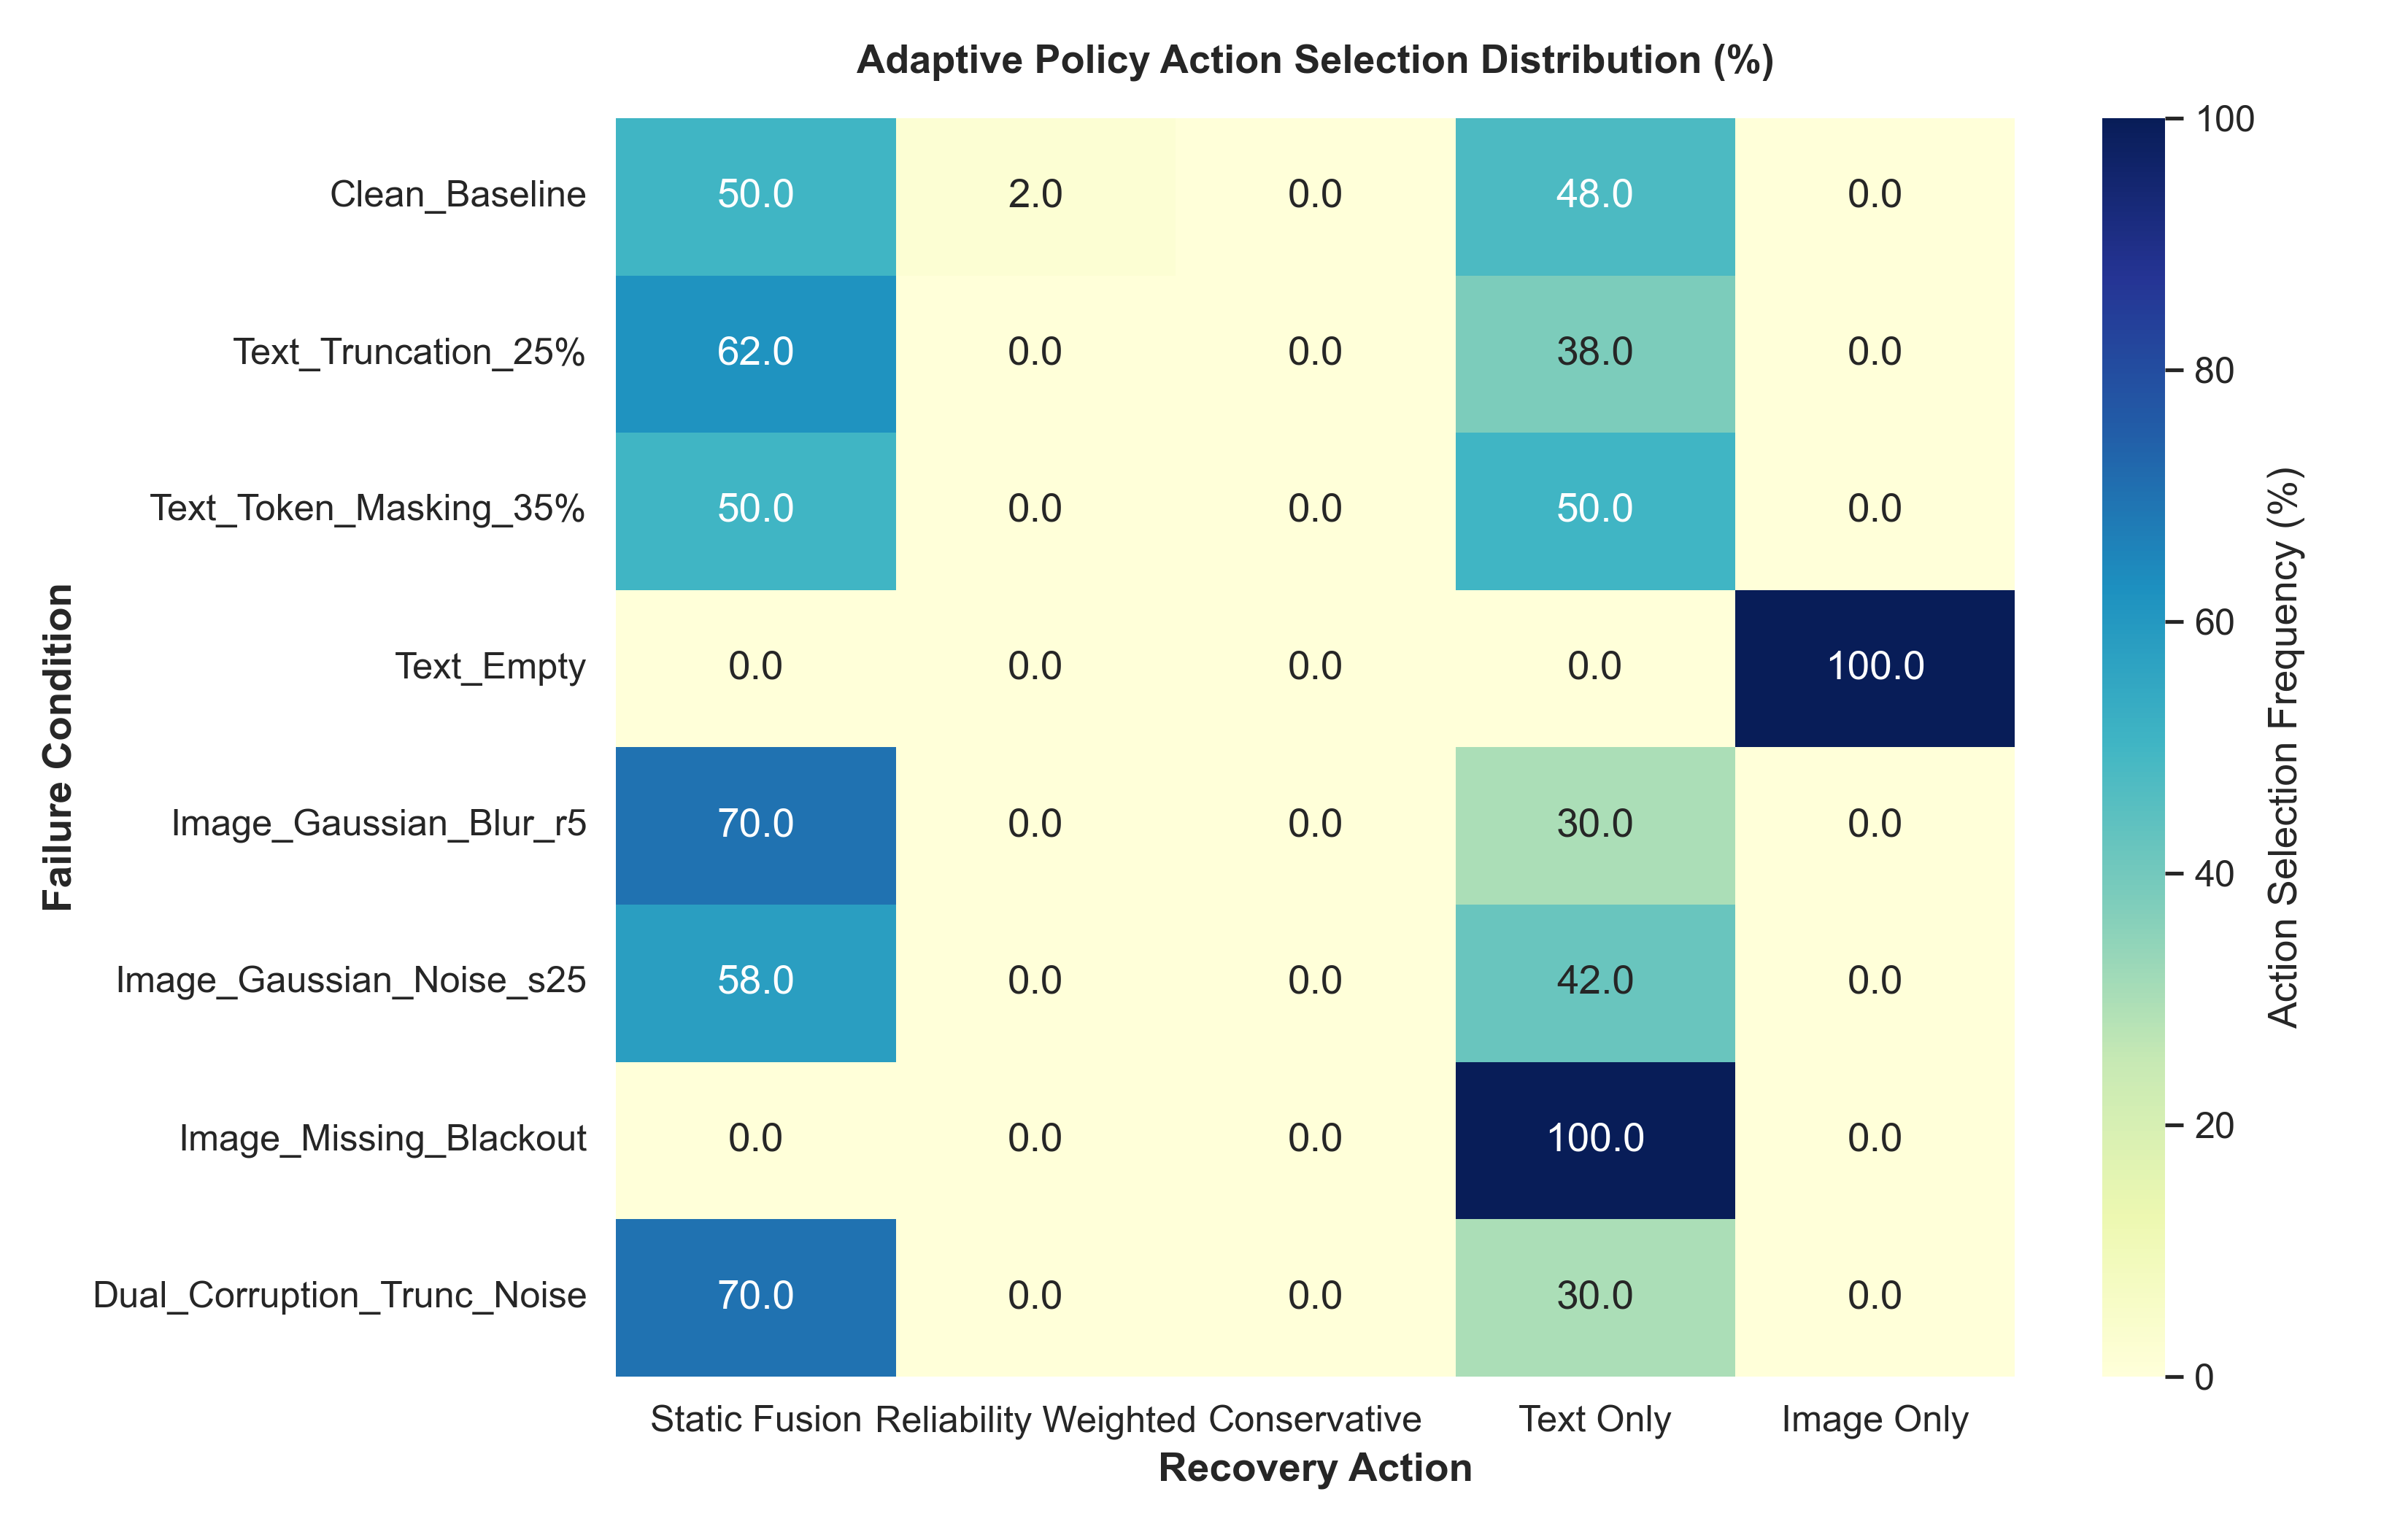 Adaptive Policy Action Selection Distribution (%)
Failure Condition
Clean_Baseline 50.0 2.0 0.0 48.0 0.0
Text_Truncation_25% 62.0 0.0 0.0 38.0 0.0
Text_Token_Masking_35% 50.0 0.0 0.0 50.0 0.0
Text_Empty 0.0 0.0 0.0 0.0 100.0
Image_Gaussian_Blur_r5 70.0 0.0 0.0 30.0 0.0
Image_Gaussian_Noise_s25 58.0 0.0 0.0 42.0 0.0
Image_Missing_Blackout 0.0 0.0 0.0 100.0 0.0
Dual_Corruption_Trunc_Noise 70.0 0.0 0.0 30.0 0.0
Static Fusion Reliability Weighted Conservative Text Only Image Only
Recovery Action
100
80
60
40
20
0
Action Selection Frequency (%)